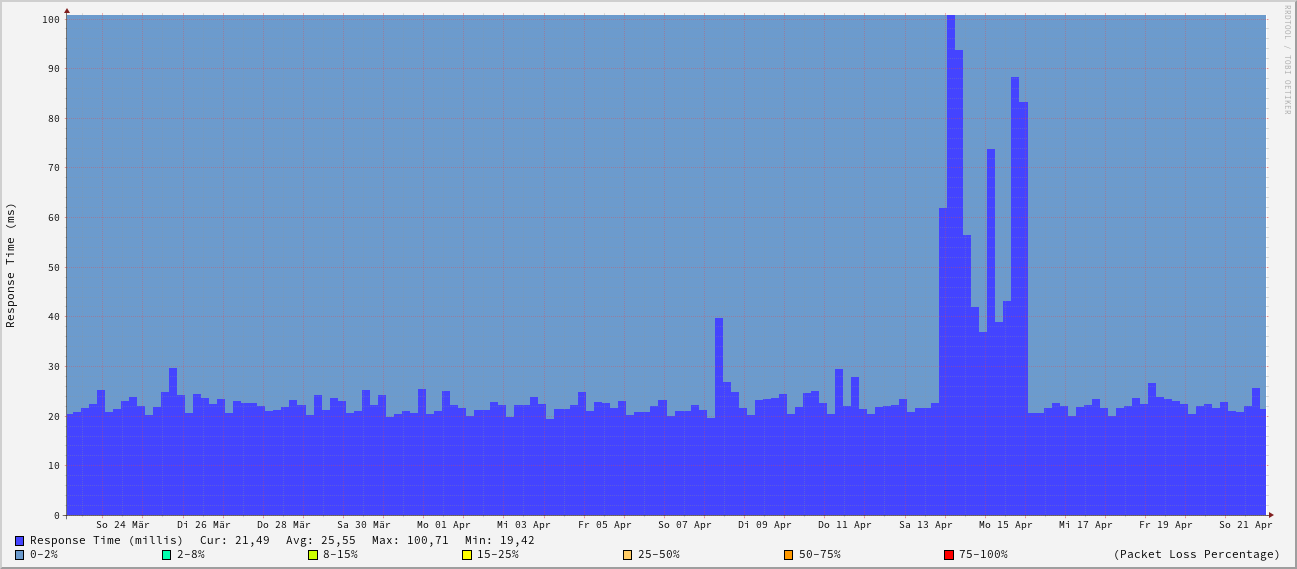 RRDTOOL / TOBI OETIKER
Response Time (ms)
100
90
80
70
60
50
40
30
20
10
0
So 24 Mär Di 26 Mär Do 28 Mär Sa 30 Mär Mo 01 Apr Mi 03 Apr Fr 05 Apr So 07 Apr Di 09 Apr Do 11 Apr Sa 13 Apr Mo 15 Apr Mi 17 Apr Fr 19 Apr So 21 Apr
Response Time (millis) Cur: 21,49 Avg: 25,55 Max: 100,71 Min: 19,42
0-2% 2-8% 8-15% 15-25% 25-50% 50-75% 75-100% (Packet Loss Percentage)